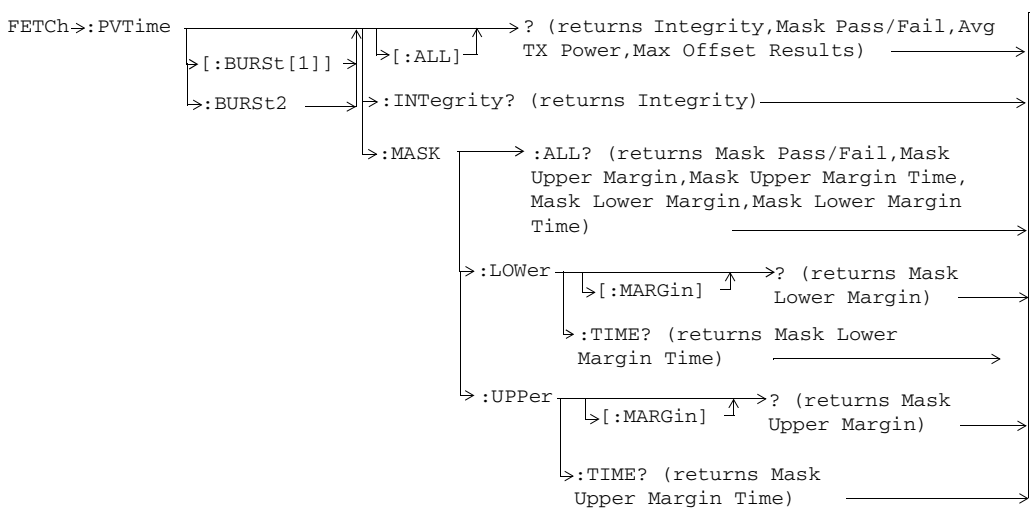 FETCh :PVTime ? (returns Integrity,Mask Pass/Fail,Avg
[:BURSt[1]] [:ALL] TX Power,Max Offset Results)
:BURSt2 :INTegrity? (returns Integrity)
:MASK :ALL? (returns Mask Pass/Fail,Mask
Upper Margin,Mask Upper Margin Time,
Mask Lower Margin,Mask Lower Margin
Time)
:LOWer ? (returns Mask
[:MARGin] Lower Margin)
:TIME? (returns Mask Lower
Margin Time)
:UPPer ? (returns Mask
[:MARGin] Upper Margin)
:TIME? (returns Mask
Upper Margin Time)